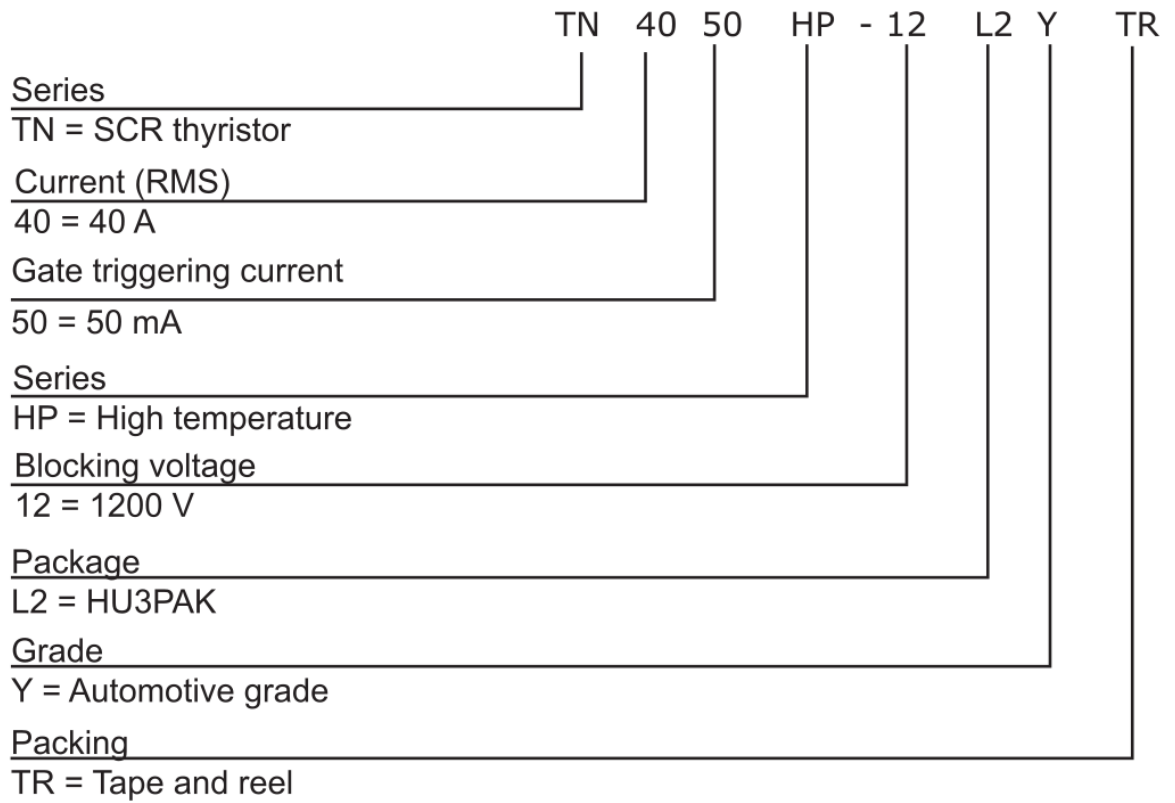 TN 40 50 HP - 12 L2 Y TR
Series
TN = SCR thyristor
Current (RMS)
40 = 40 A
Gate triggering current
50 = 50 mA
Series
HP = High temperature
Blocking voltage
12 = 1200 V
Package
L2 = HU3PAK
Grade
Y = Automotive grade
Packing
TR = Tape and reel